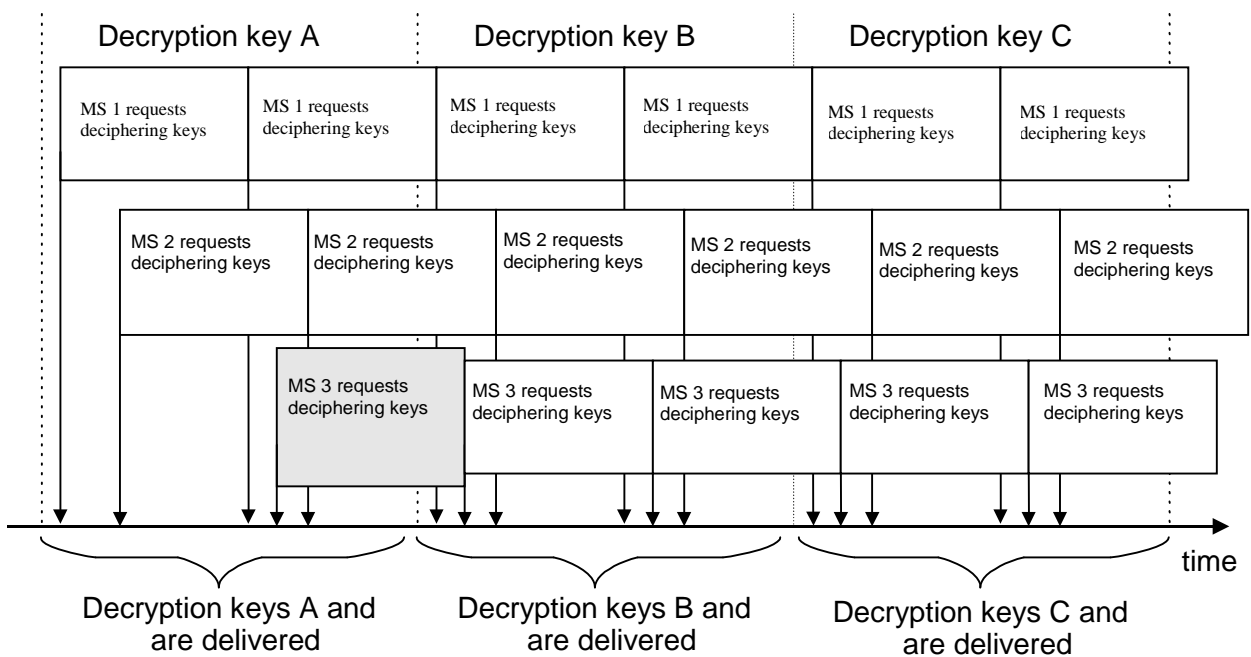 Decryption key A
Decryption key B
Decryption key C
MS 1 requests
deciphering keys
MS 1 requests
deciphering keys
MS 1 requests
deciphering keys
MS 1 requests
deciphering keys
MS 1 requests
deciphering keys
MS 1 requests
deciphering keys
MS 2 requests
deciphering keys
MS 2 requests
deciphering keys
MS 2 requests
deciphering keys
MS 2 requests
deciphering keys
MS 2 requests
deciphering keys
MS 2 requests
deciphering keys
MS 3 requests
deciphering keys
MS 3 requests
deciphering keys
MS 3 requests
deciphering keys
MS 3 requests
deciphering keys
MS 3 requests
deciphering keys
time
Decryption keys A and
are delivered
Decryption keys B and
are delivered
Decryption keys C and
are delivered